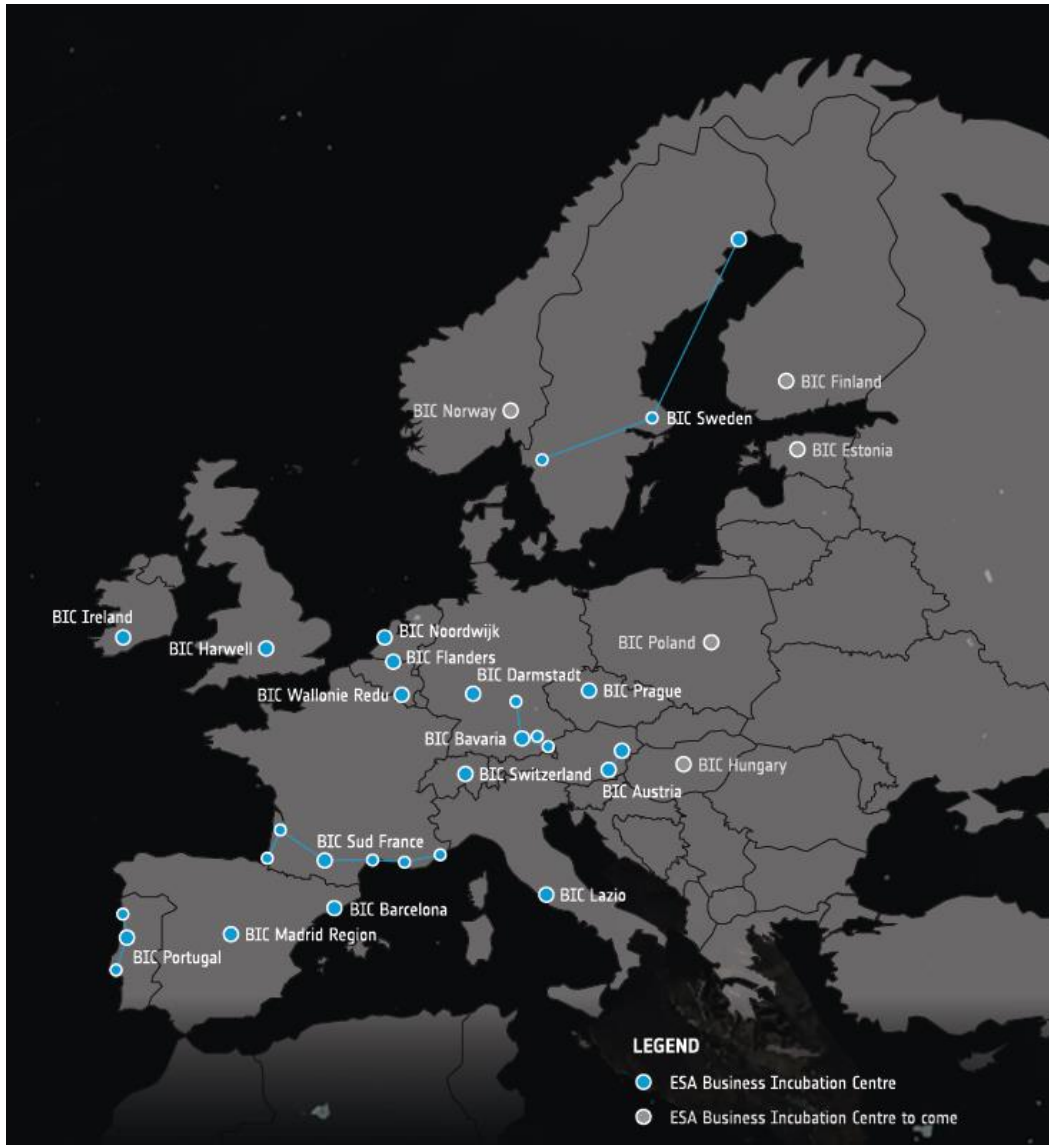 BIC Finland
BIC Norway
BIC Sweden
BIC Estonia
BIC Ireland
BIC Noordwijk
BIC Poland
BIC Harwell
BIC Flanders
BIC Darmstadt
BIC Wallonie Redu
BIC Prague
BIC Bavaria
BIC Hungary
BIC Switzerland
BIC Austria
BIC Sud France
BIC Lazio
BIC Barcelona
BIC Madrid Region
BIC Portugal
LEGEND
ESA Business Incubation Centre
ESA Business Incubation Centre to come